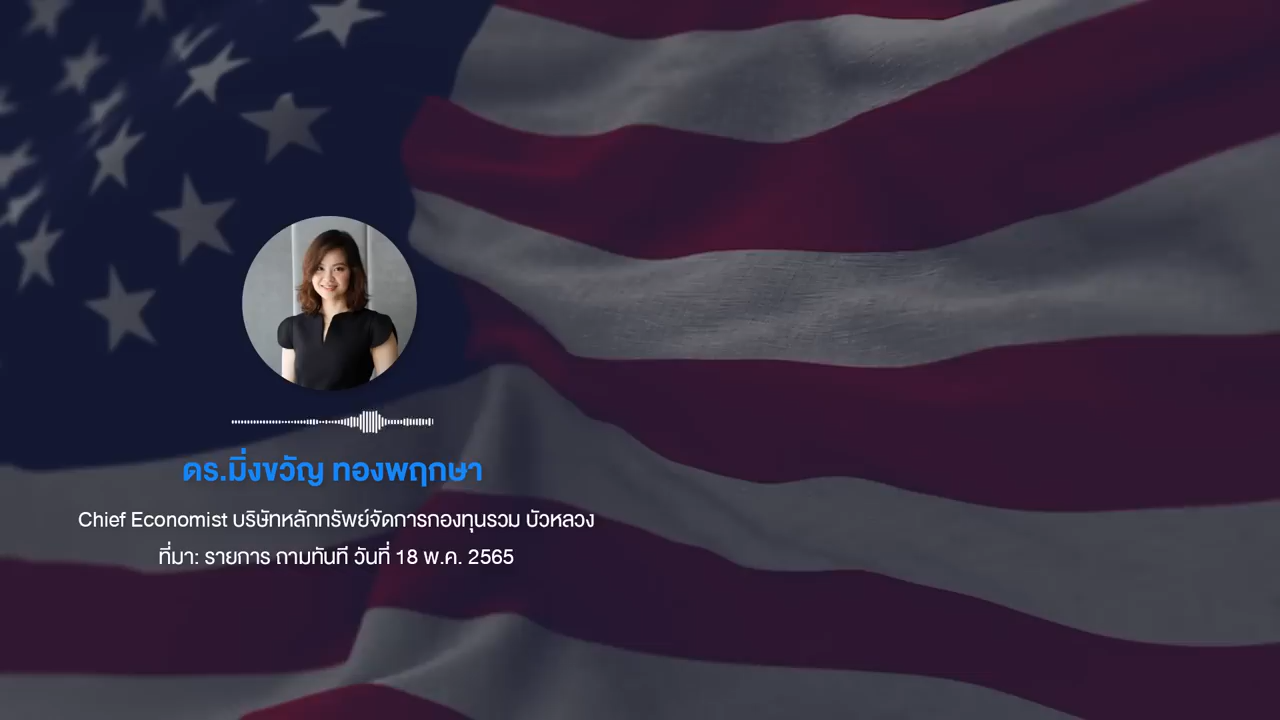 ดร.มิ่งขวัญ ทองพฤกษา
Chief Economist บริษัทหลักทรัพย์จัดการกองทุนรวม บัวหลวง
ที่มา: รายการ ถามทันที วันที่ 18 พ.ค. 2565